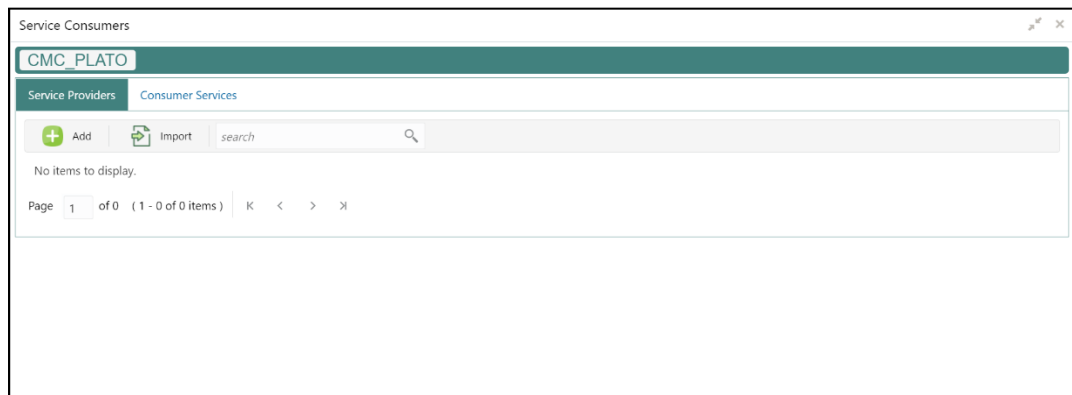 Service Consumers
CMC_PLATO
Service Providers Consumer Services
Add Import search
No items to display.
Page 1 of 0 ( 1 - 0 of 0 items )